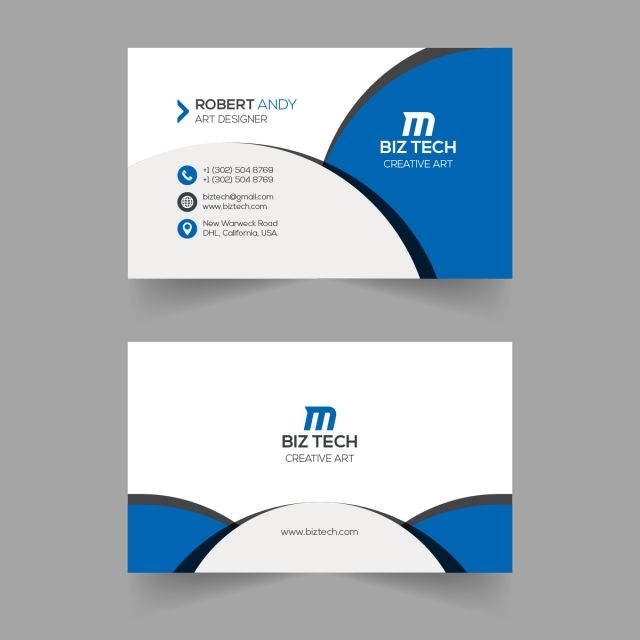 ROBERT ANDY
ART DESIGNER
+1 (302) 504 8769
+1 (302) 504 8769
biztech@gmail.com
www.biztech.com
New Warweck Road
DHL, California, USA
m
BIZ TECH
CREATIVE ART
m
BIZ TECH
CREATIVE ART
www.biztech.com